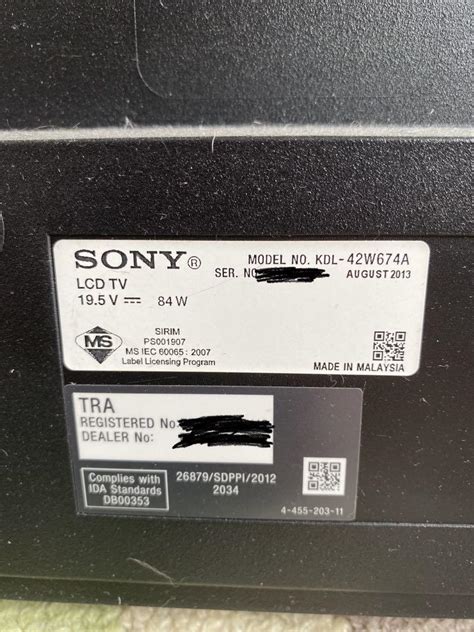 SONY®
MODEL NO. KDL-42W674A
SER. NO
AUGUST 2013
LCD TV
19.5 V 84 W
MS
SIRIM
PS001907
MS IEC 60065 : 2007
Label Licensing Program
MADE IN MALAYSIA
TRA
REGISTERED No:
DEALER No:
Complies with
IDA Standards
DB00353
26879/SDPPI/2012
2034
4-455-203-11